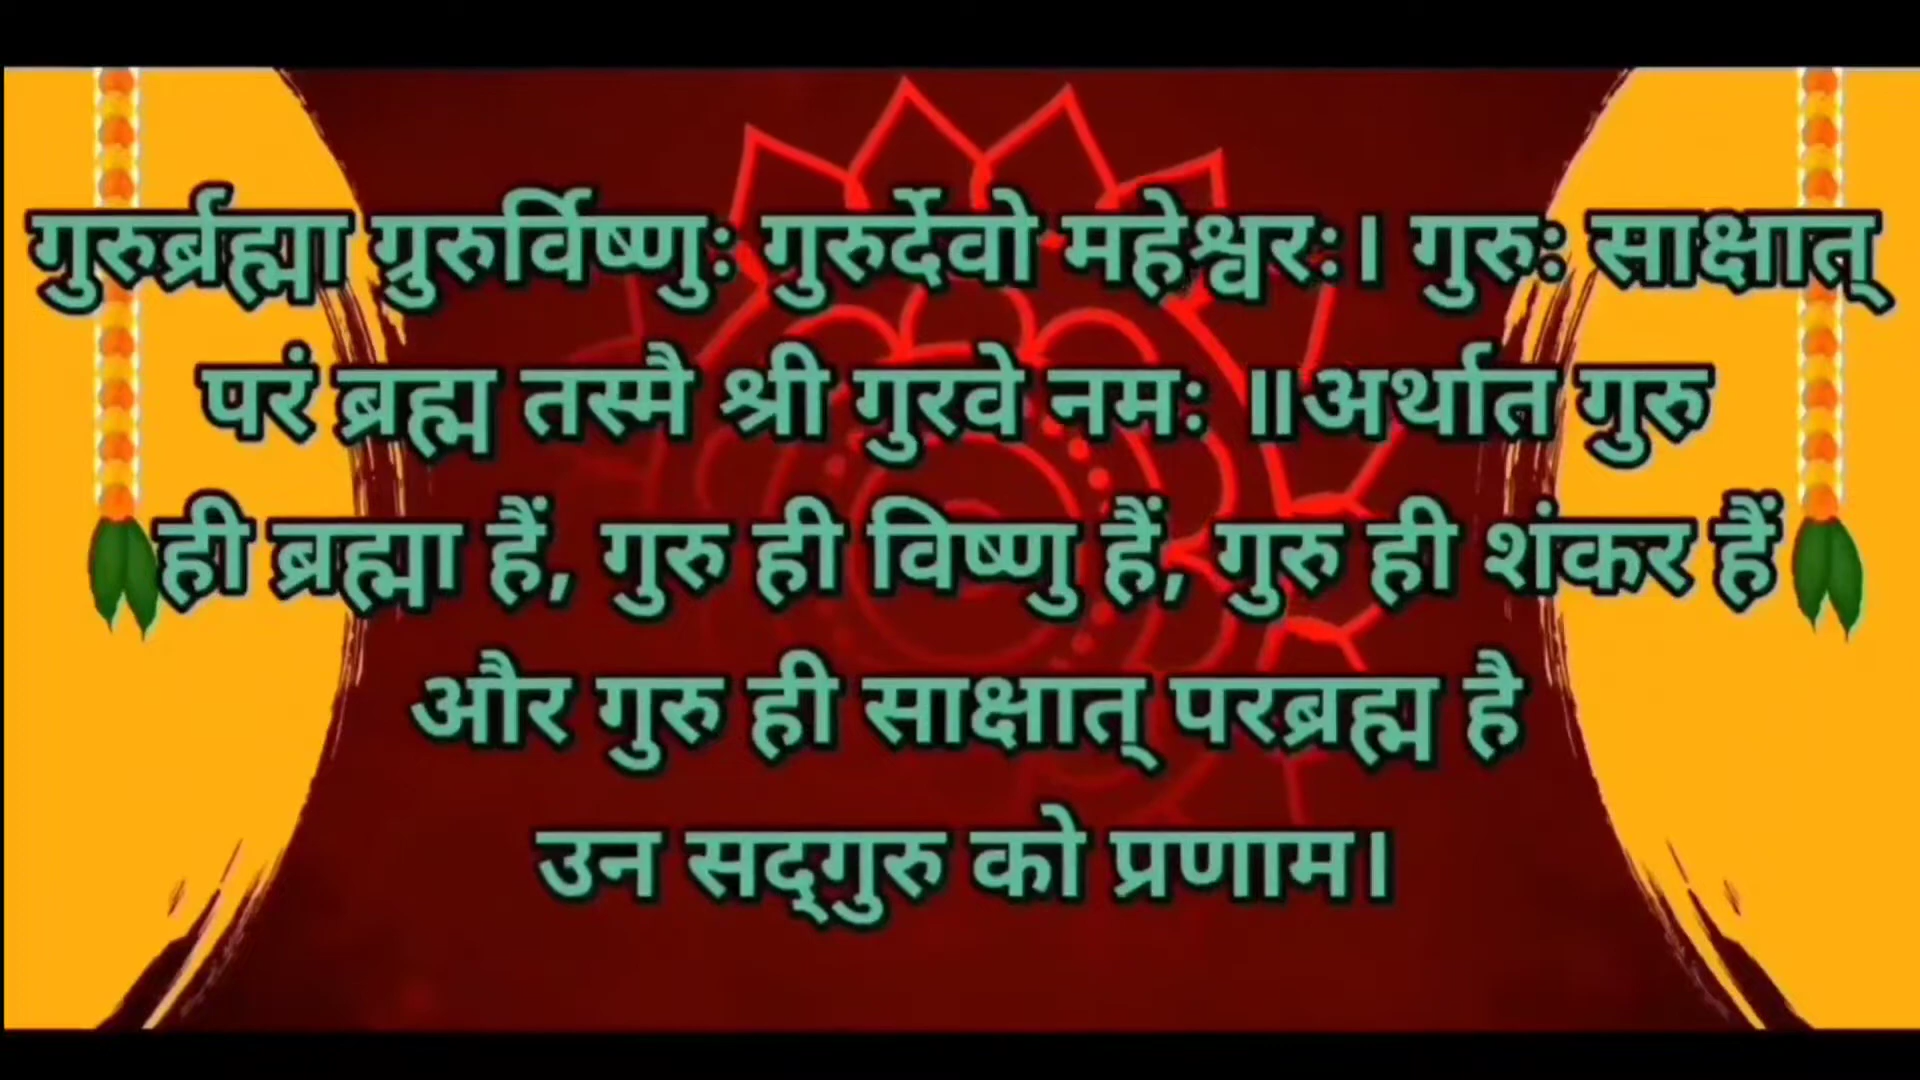 गुरुर्ब्रह्मा ग्रुरुर्विष्णुः गुरुर्देवो महेश्वरः। गुरुः साक्षात्
परं ब्रह्म तस्मै श्री गुरवे नमः ॥अर्थात गुरु
ही ब्रह्मा हैं, गुरु ही विष्णु हैं, गुरु ही शंकर हैं
और गुरु ही साक्षात् परब्रह्म है
उन सद्‌गुरु को प्रणाम।